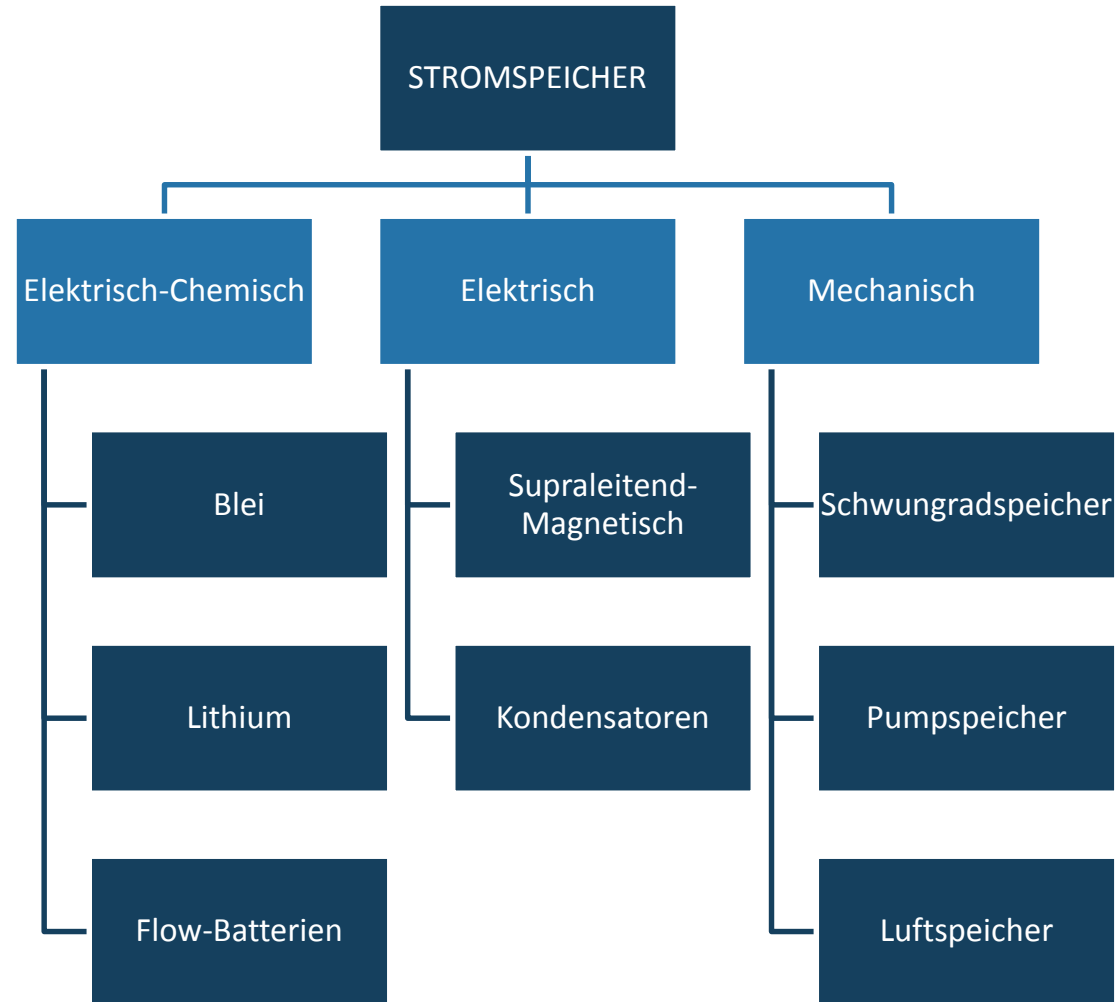 STROMSPEICHER
Elektrisch-Chemisch
Elektrisch
Mechanisch
Blei
Supraleitend-
Magnetisch
Schwungradspeicher
Lithium
Kondensatoren
Pumpspeicher
Flow-Batterien
Luftspeicher